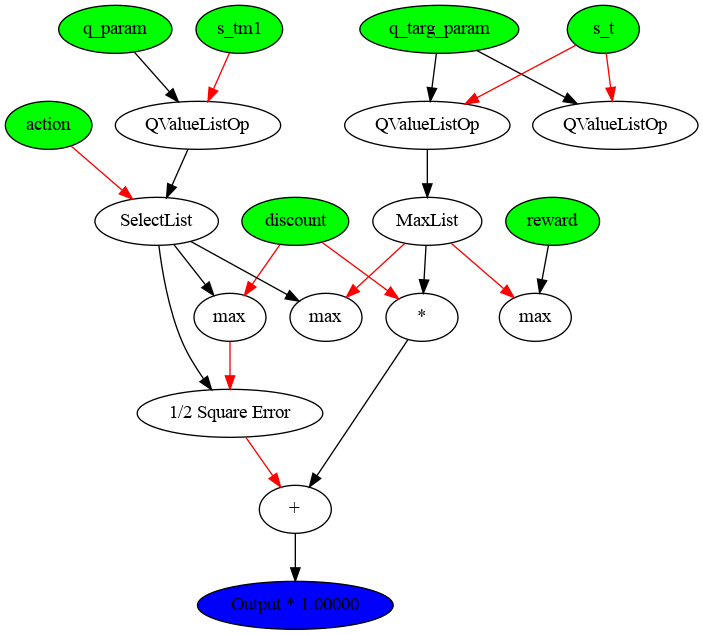 q_param
s_tm1
q_targ_param
s_t
action
QValueListOp
QValueListOp
QValueListOp
SelectList
discount
MaxList
reward
max
max
*
max
1/2 Square Error
+
Output * 1.00000